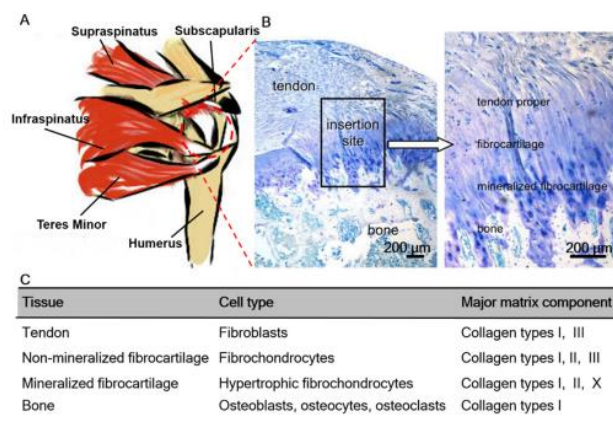 A
Supraspinatus
Subscapularis
Infraspinatus
Teres Minor
Humerus
B
tendon
insertion
site
bone
200 μm
tendon proper
fibrocartilage
mineralized fibrocartilage
bone
200 μm
C
Tissue Cell type Major matrix component
Tendon Fibroblasts Collagen types I, III
Non-mineralized fibrocartilage Fibrochondrocytes Collagen types I, II, III
Mineralized fibrocartilage Hypertrophic fibrochondrocytes Collagen types I, II, X
Bone Osteoblasts, osteocytes, osteoclasts Collagen types I